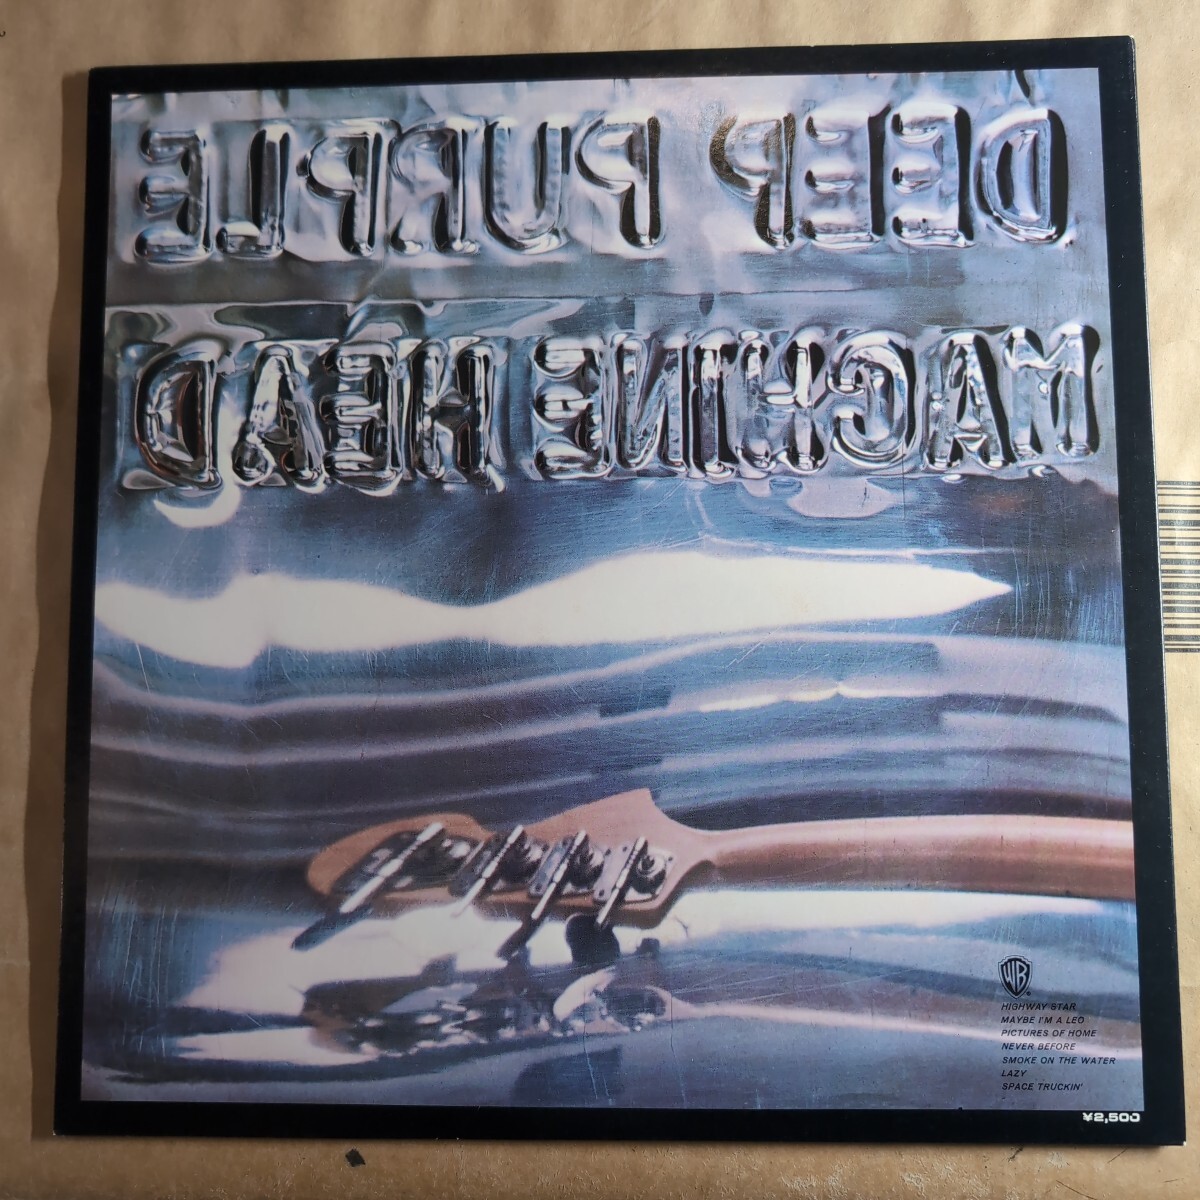 DEEP PURPLE
MACHINE HEAD
WB
HIGHWAY STAR
MAYBE I'M A LEO
PICTURES OF HOME
NEVER BEFORE
SMOKE ON THE WATER
LAZY
SPACE TRUCKIN'
¥2,500